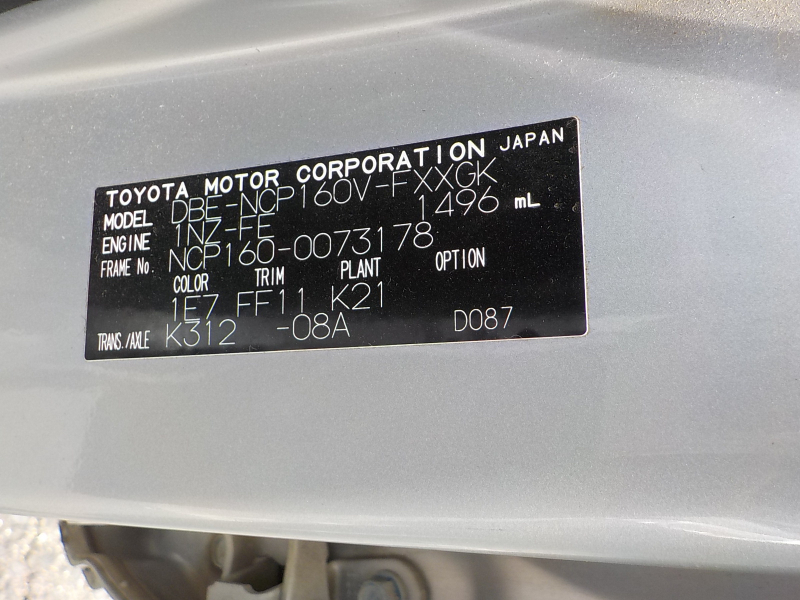 TOYOTA MOTOR CORPORATION JAPAN
MODEL DBE-NCP160V-FXXGK
ENGINE 1NZ-FE 1496 mL
FRAME No. NCP160-0073178
COLOR TRIM PLANT OPTION
1E7 FF11 K21
TRANS./AXLE K312 -08A D087